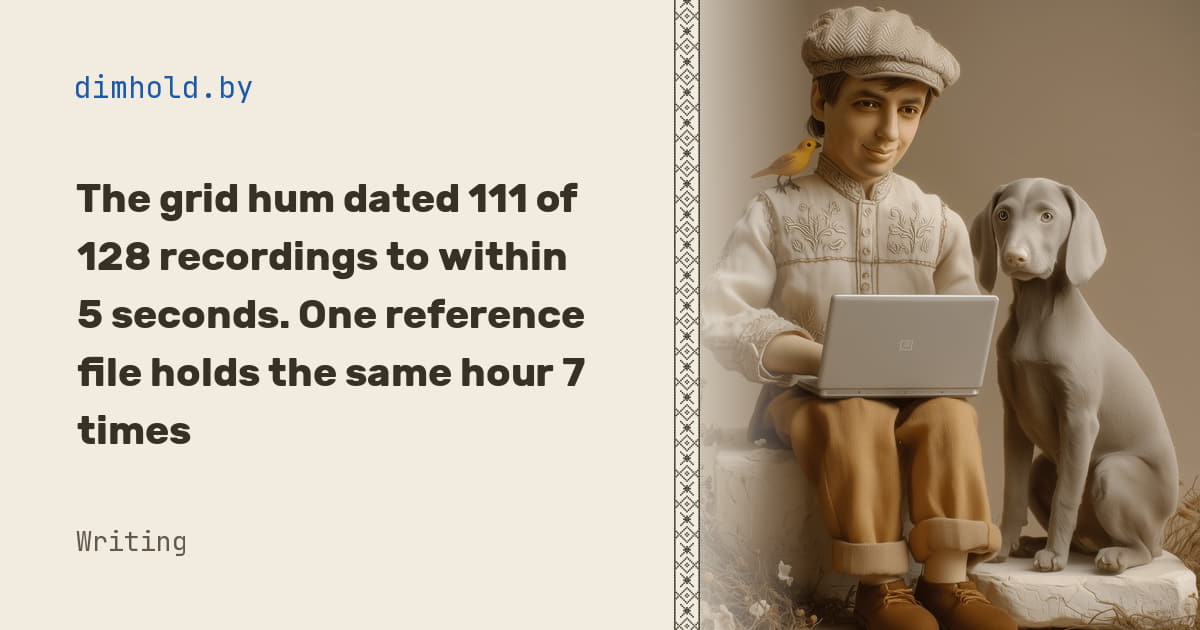 dimhold.by
The grid hum dated 111 of
128 recordings to within
5 seconds. One reference
file holds the same hour 7
times
Writing